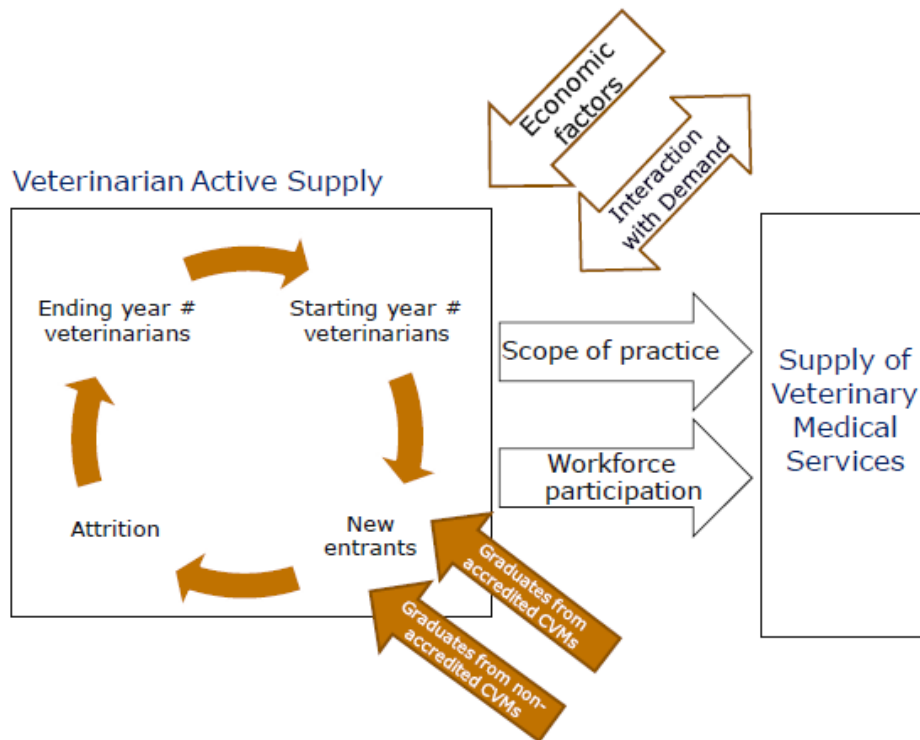 Economic
factors
Interaction
with Demand
Veterinarian Active Supply
Ending year #
veterinarians
Starting year #
veterinarians
Scope of practice
Supply of
Veterinary
Medical
Services
Workforce
participation
Attrition
New
entrants
Graduates from
accredited CVMs
Graduates from non-
accredited CVMs